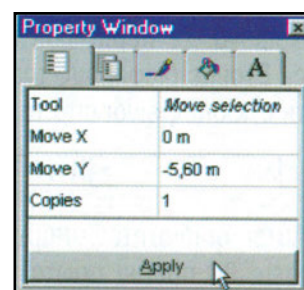 Property Window
A
Tool Move selection
Move X 0 m
Move Y -5,60 m
Copies 1
Apply